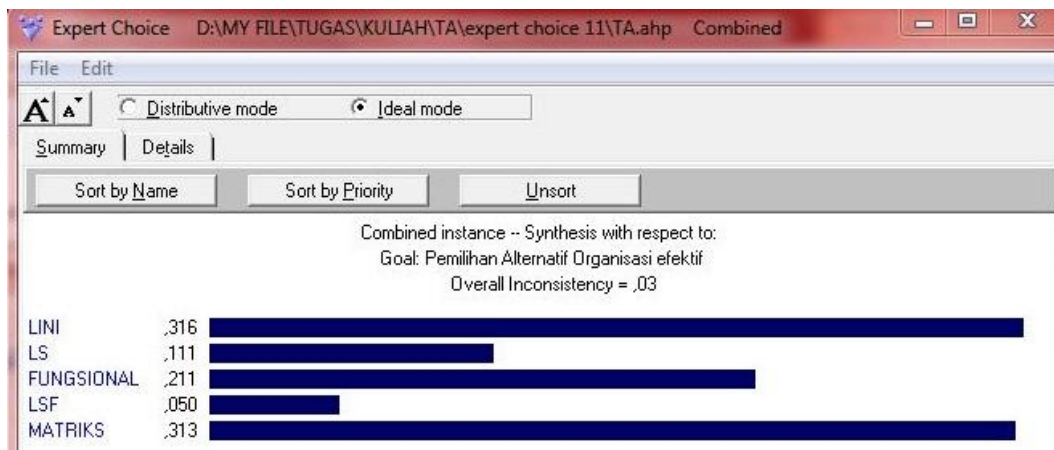 Expert Choice D:\MY FILE\TUGAS\KULIAH\TA\expert choice 11\TA.ahp Combined
File Edit
A A Distributive mode Ideal mode
Summary Details
Sort by Name Sort by Priority Unsort
Combined instance -- Synthesis with respect to:
Goal: Pemilihan Alternatif Organisasi efektif
Overall Inconsistency = ,03
LINI ,316
LS ,111
FUNGSIONAL ,211
LSF ,050
MATRIKS ,313